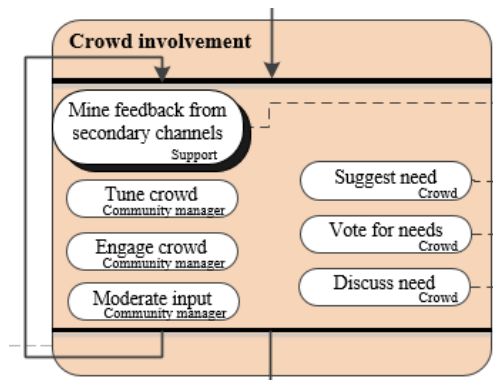 Crowd involvement
Mine feedback from
secondary channels
Support
Tune crowd
Community manager
Engage crowd
Community manager
Moderate input
Community manager
Suggest need
Crowd
Vote for needs
Crowd
Discuss need
Crowd